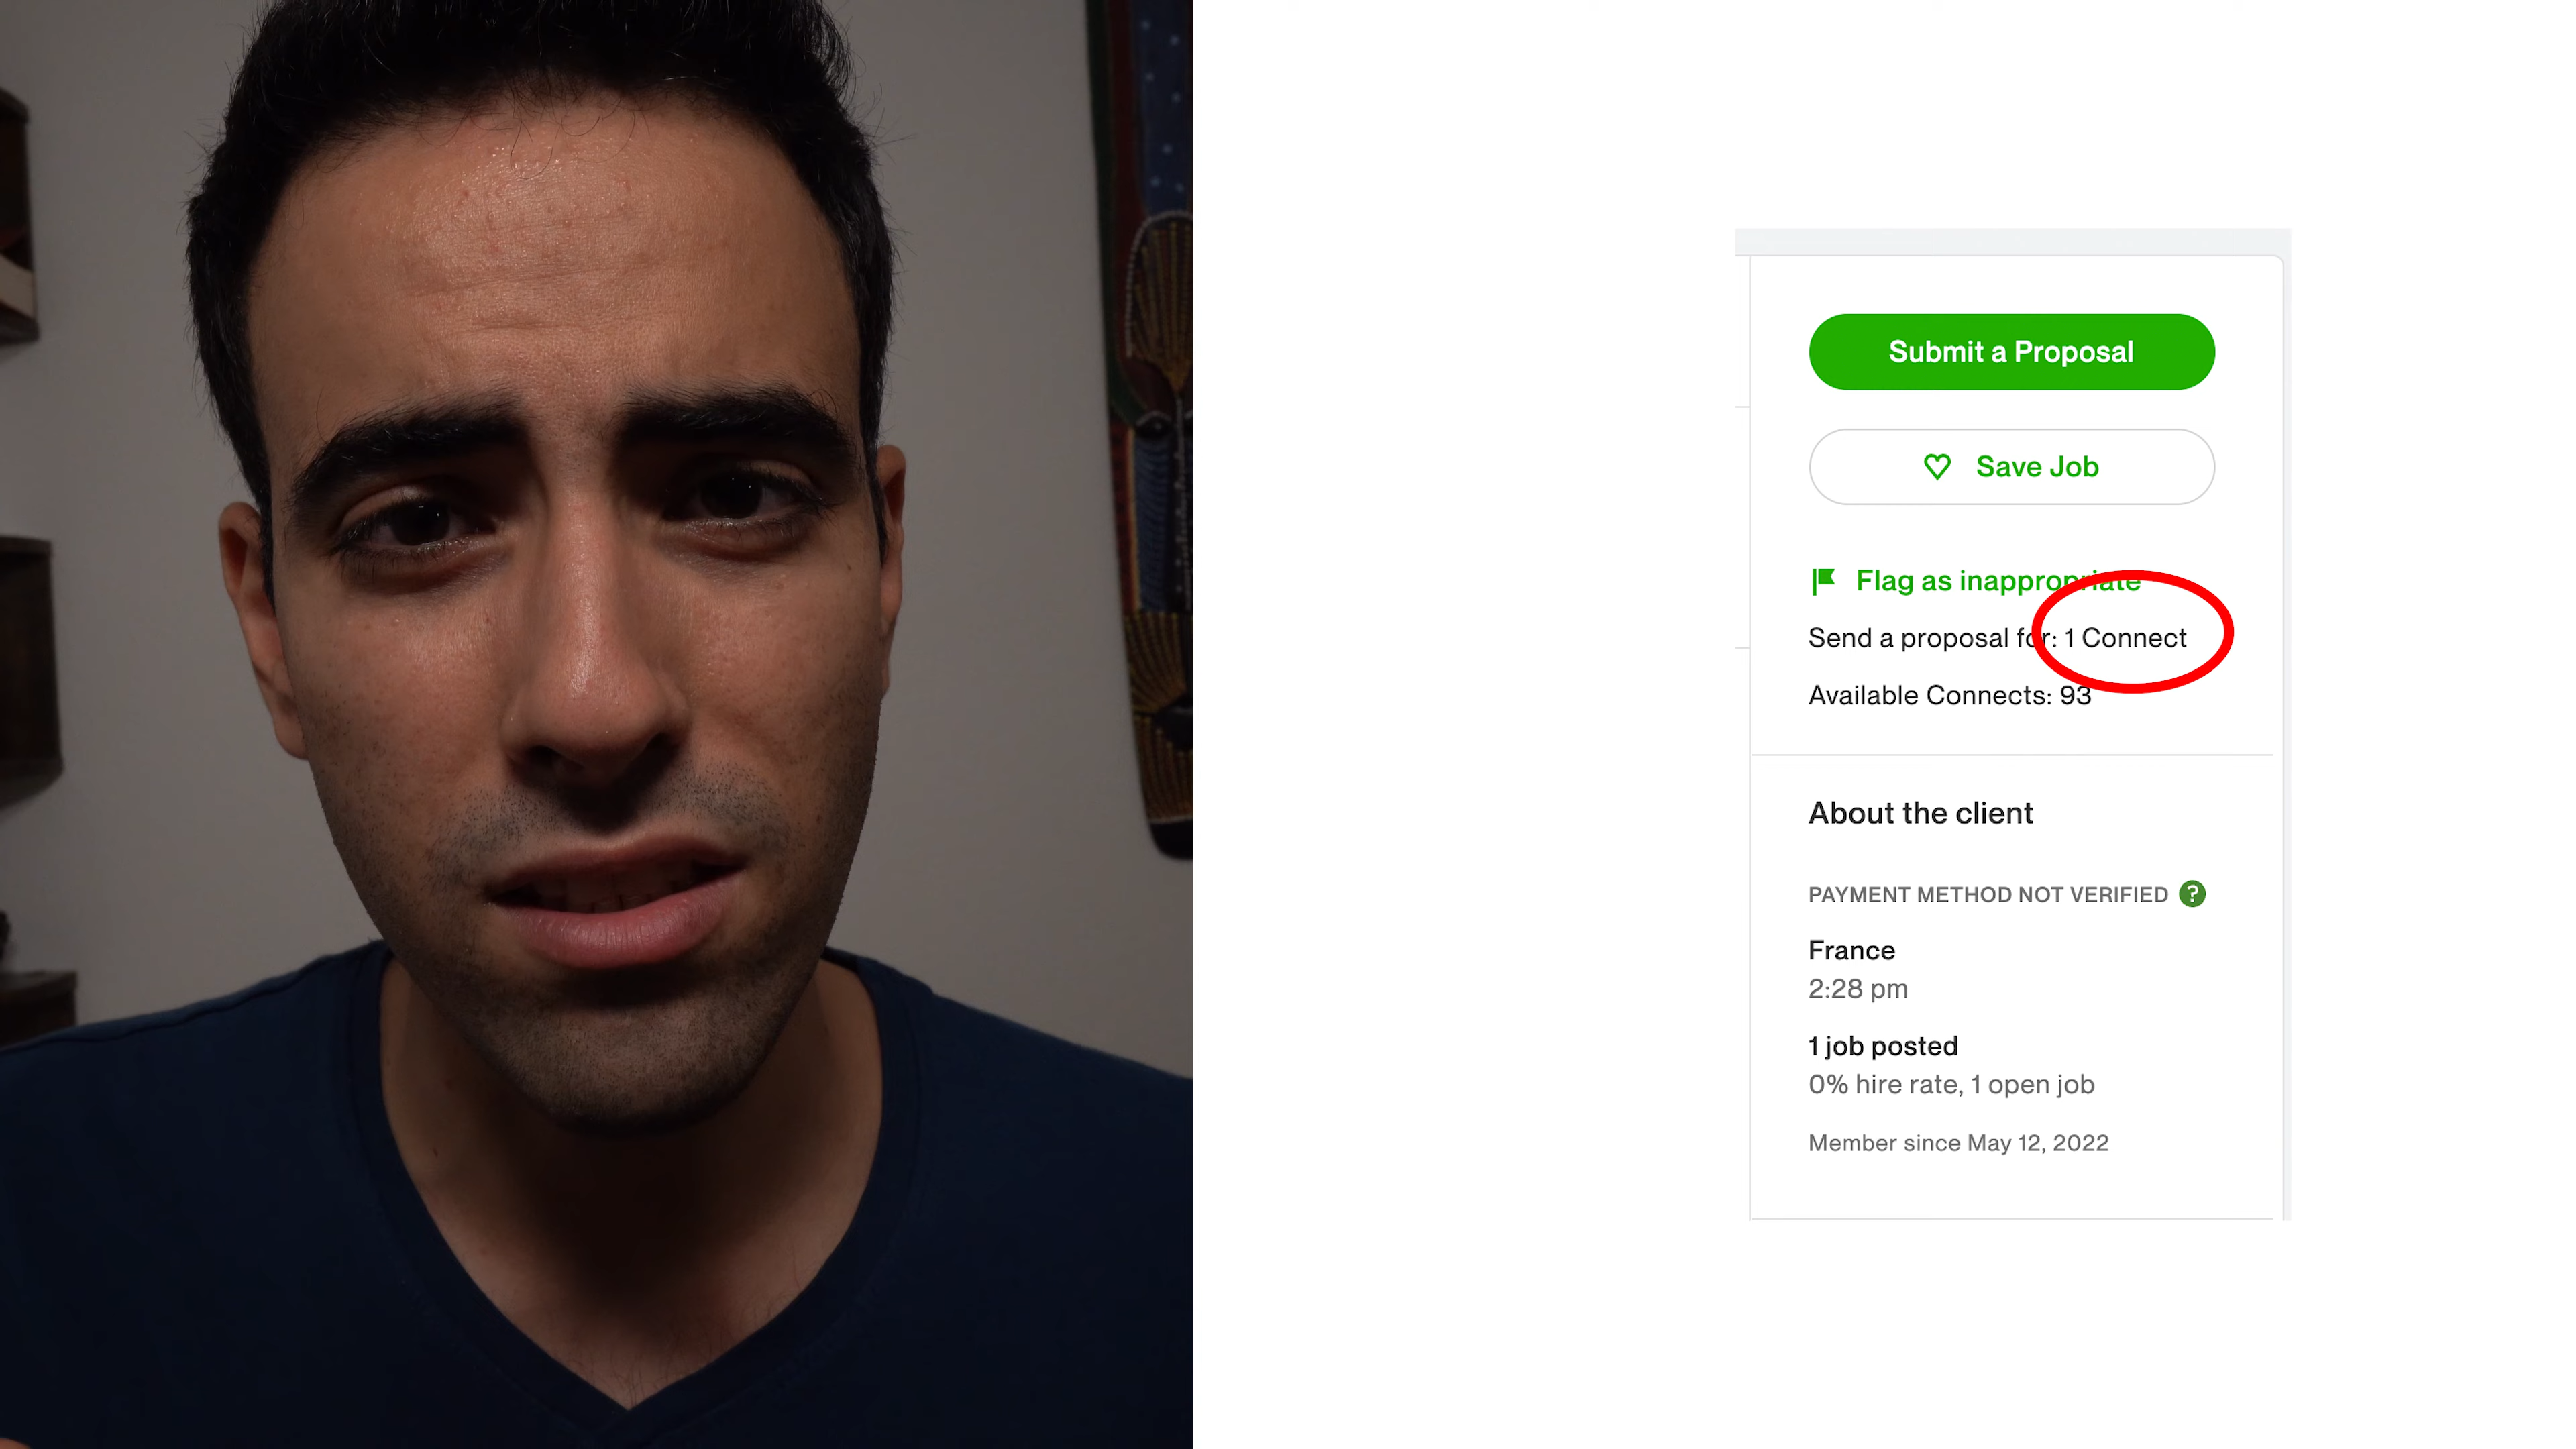 Submit a Proposal
Save Job
Flag as inappropriate
Send a proposal for: 1 Connect
Available Connects: 93
About the client
PAYMENT METHOD NOT VERIFIED ?
France
2:28 pm
1 job posted
0% hire rate, 1 open job
Member since May 12, 2022